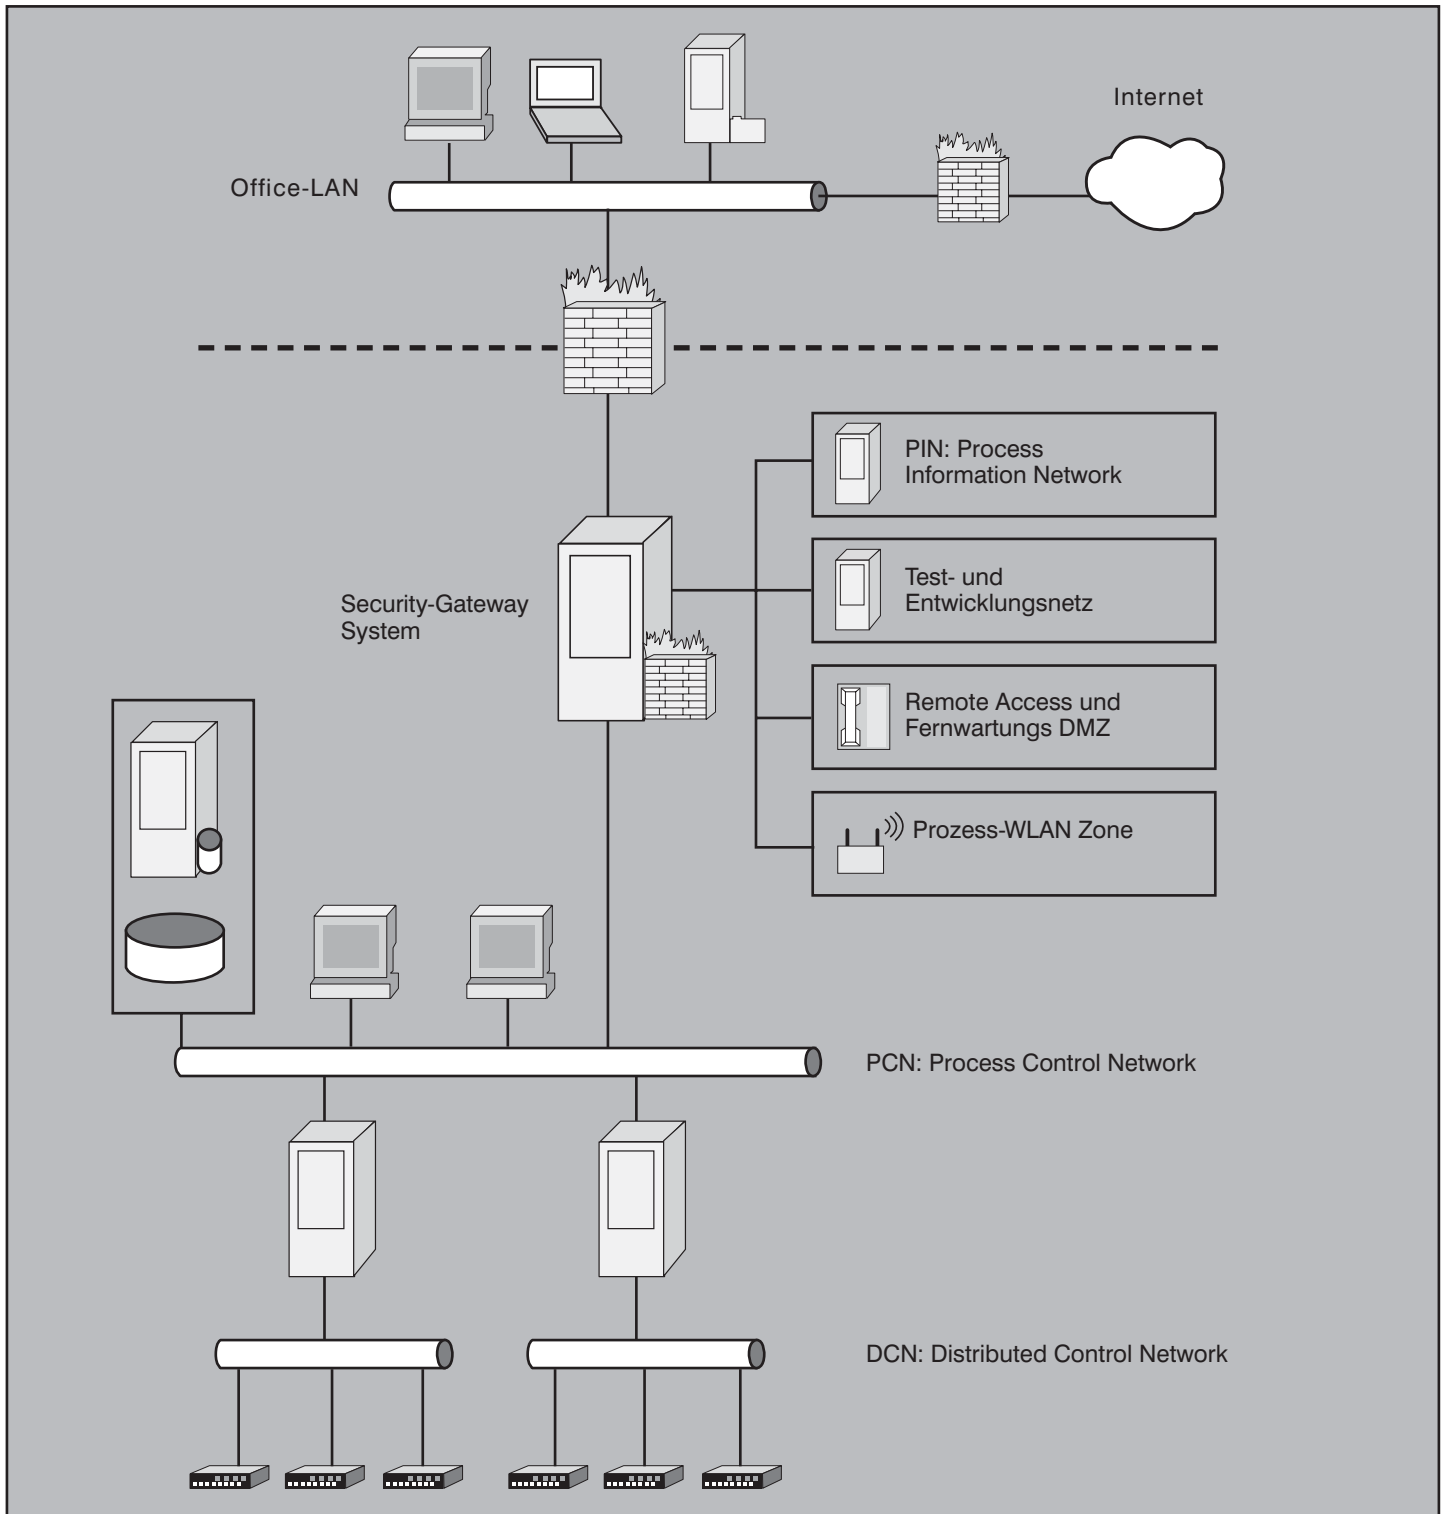 Internet
Office-LAN
PIN: Process
Information Network
Test- und
Entwicklungsnetz
Security-Gateway
System
Remote Access und
Fernwartungs DMZ
Prozess-WLAN Zone
PCN: Process Control Network
DCN: Distributed Control Network